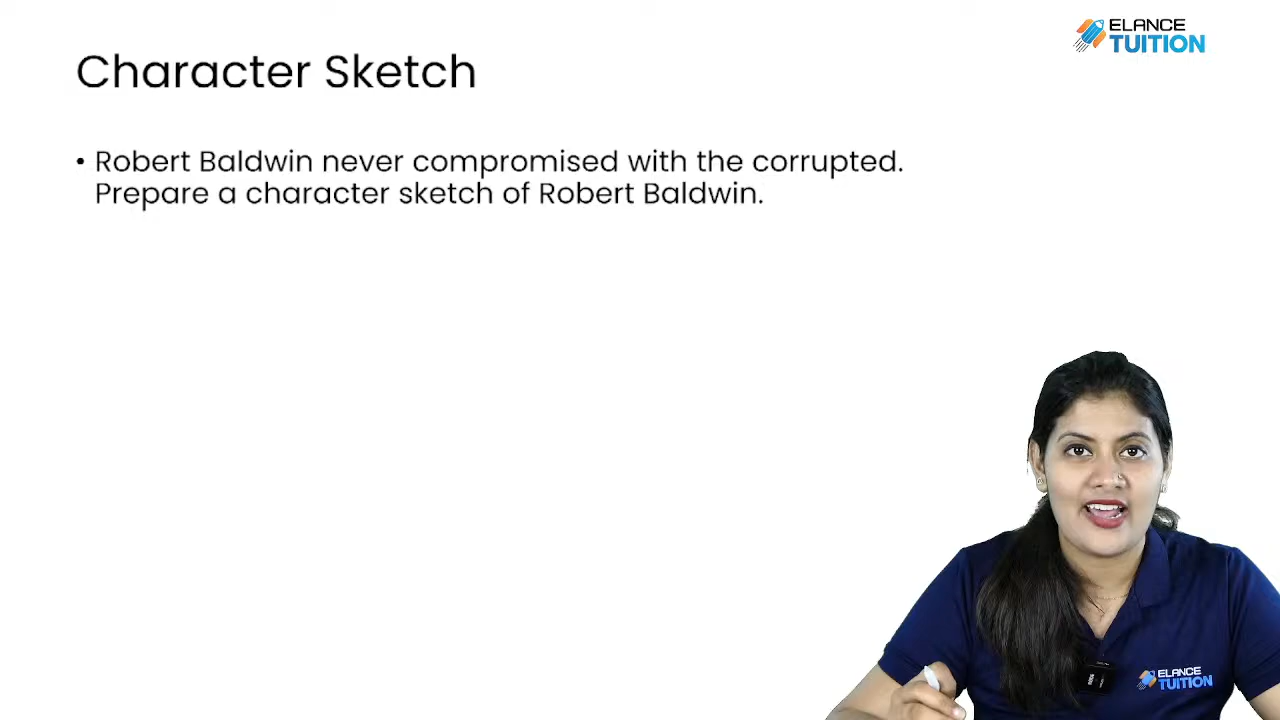 ELANCE
TUITION
Character Sketch
• Robert Baldwin never compromised with the corrupted.
Prepare a character sketch of Robert Baldwin.
ELANCE
TUITION